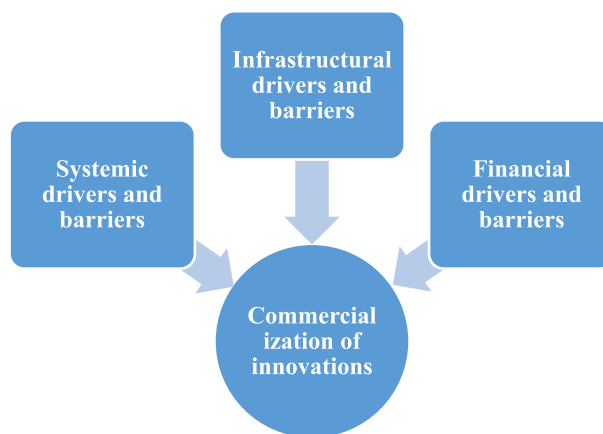 Infrastructural
drivers and
barriers
Systemic
drivers and
barriers
Financial
drivers and
barriers
Commercial
ization of
innovations